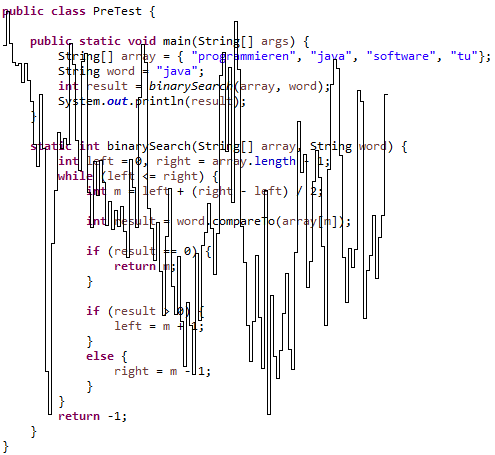 public class PreTest {
public static void main(String[] args) {
String[] array = { "programmieren", "java", "software", "tu"};
String word = "java";
int result = binarySearch(array, word);
System.out.println(result);
}
static int binarySearch(String[] array, String word) {
int left = 0, right = array.length - 1;
while (left <= right) {
int m = left + (right - left) / 2;
int result = word.compareTo(array[m]);
if (result == 0) {
return m;
}
if (result > 0) {
left = m + 1;
}
else {
right = m - 1;
}
}
return -1;
}
}